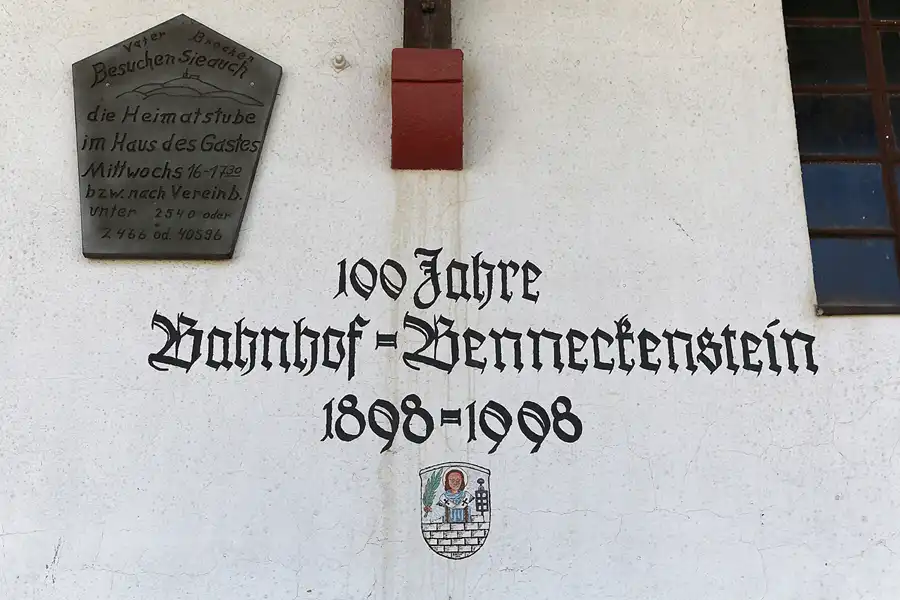 Vater Brocken
Besuchen Sie auch
die Heimatstube
im Haus des Gastes
Mittwochs 16-17³⁰
bzw. nach Vereinb.
unter 2540 oder
2466 od. 40596
100 Jahre
Bahnhof-Benneckenstein
1898-1998